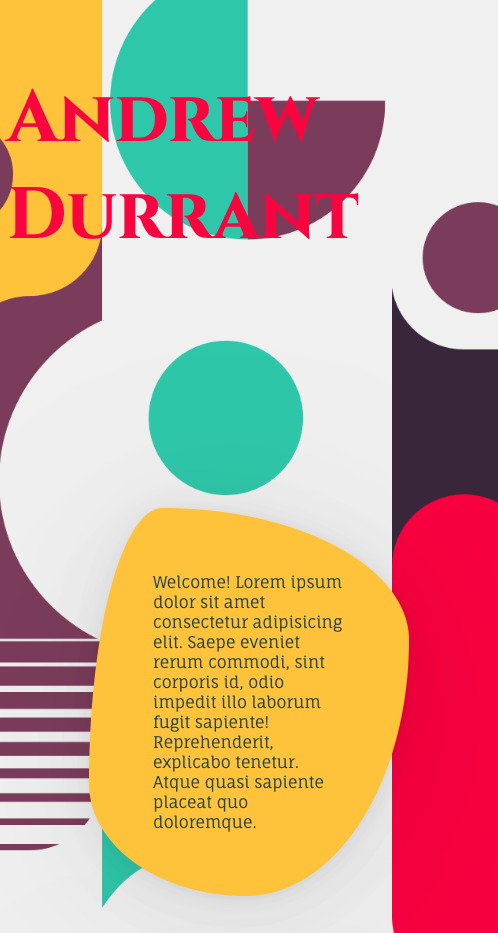 Andrew
Durrant
Welcome! Lorem ipsum
dolor sit amet
consectetur adipisicing
elit. Saepe eveniet
rerum commodi, sint
corporis id, odio
impedit illo laborum
fugit sapiente!
Reprehenderit,
explicabo tenetur.
Atque quasi sapiente
placeat quo
doloremque.